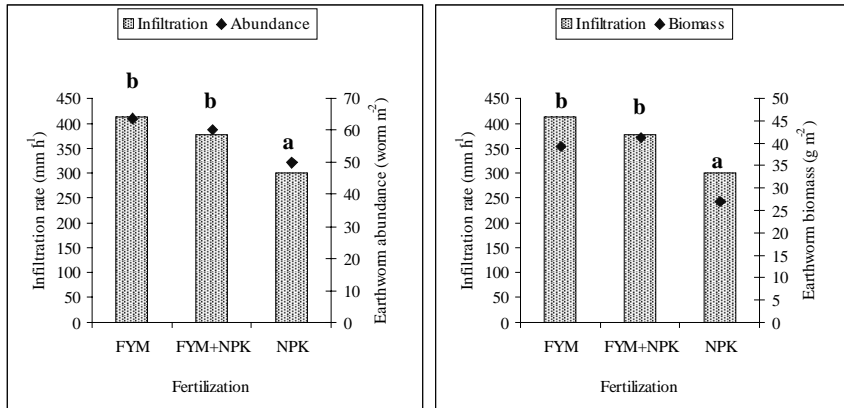 Infiltration Abundance
b
b
a
450
400
350
300
250
200
150
100
50
0
Infiltration rate (mm h¹)
70
60
50
40
30
20
10
0
Earthworm abundance (worm m⁻²)
FYM FYM+NPK NPK
Fertilization
Infiltration Biomass
b
b
a
450
400
350
300
250
200
150
100
50
0
Infiltration rate (mm h¹)
50
45
40
35
30
25
20
15
10
5
0
Earthworm biomass (g m⁻²)
FYM FYM+NPK NPK
Fertilization